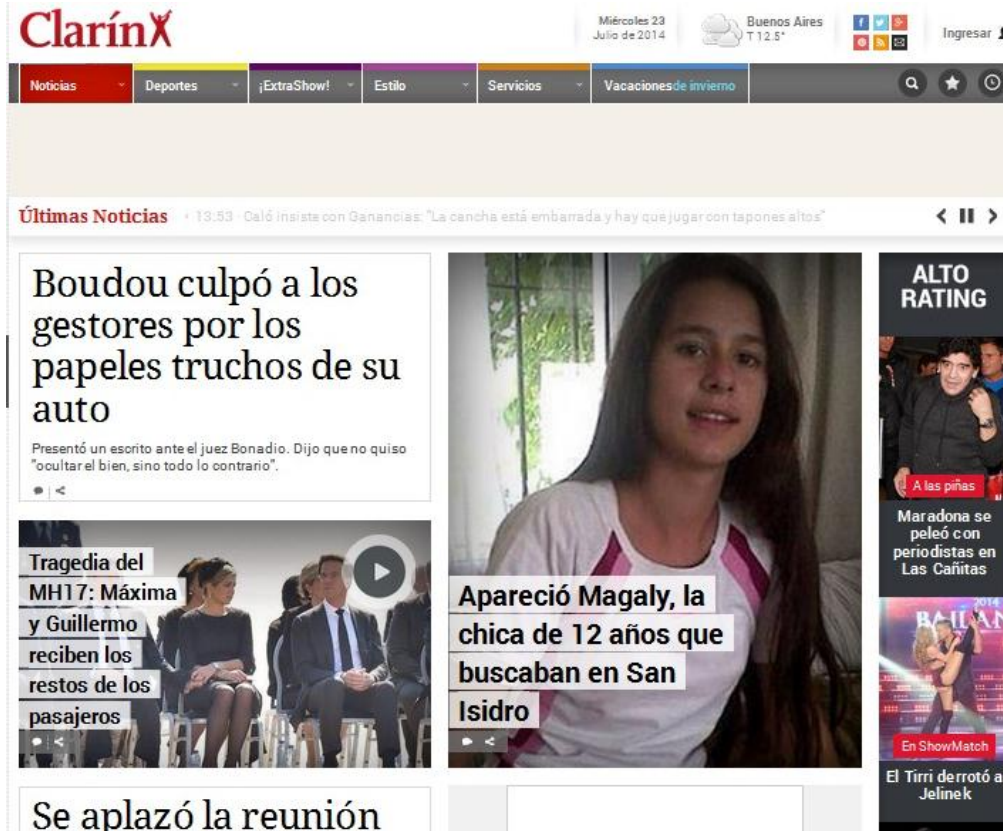 Clarín
Miércoles 23
Julio de 2014
Buenos Aires
T 12.5°
Ingresar
Noticias
Deportes
¡ExtraShow!
Estilo
Servicios
Vacaciones de invierno
Últimas Noticias
13:53 · Caló insiste con Ganancias: "La cancha está embarrada y hay que jugar con tapones altos"
Boudou culpó a los
gestores por los
papeles truchos de su
auto
Presentó un escrito ante el juez Bonadio. Dijo que no quiso
"ocultar el bien, sino todo lo contrario".
Tragedia del
MH17: Máxima
y Guillermo
reciben los
restos de los
pasajeros
Apareció Magaly, la
chica de 12 años que
buscaban en San
Isidro
ALTO
RATING
A las piñas
Maradona se
peleó con
periodistas en
Las Cañitas
2014
BAILAN
En ShowMatch
El Tirri derrotó a
Jelinek
Se aplazó la reunión